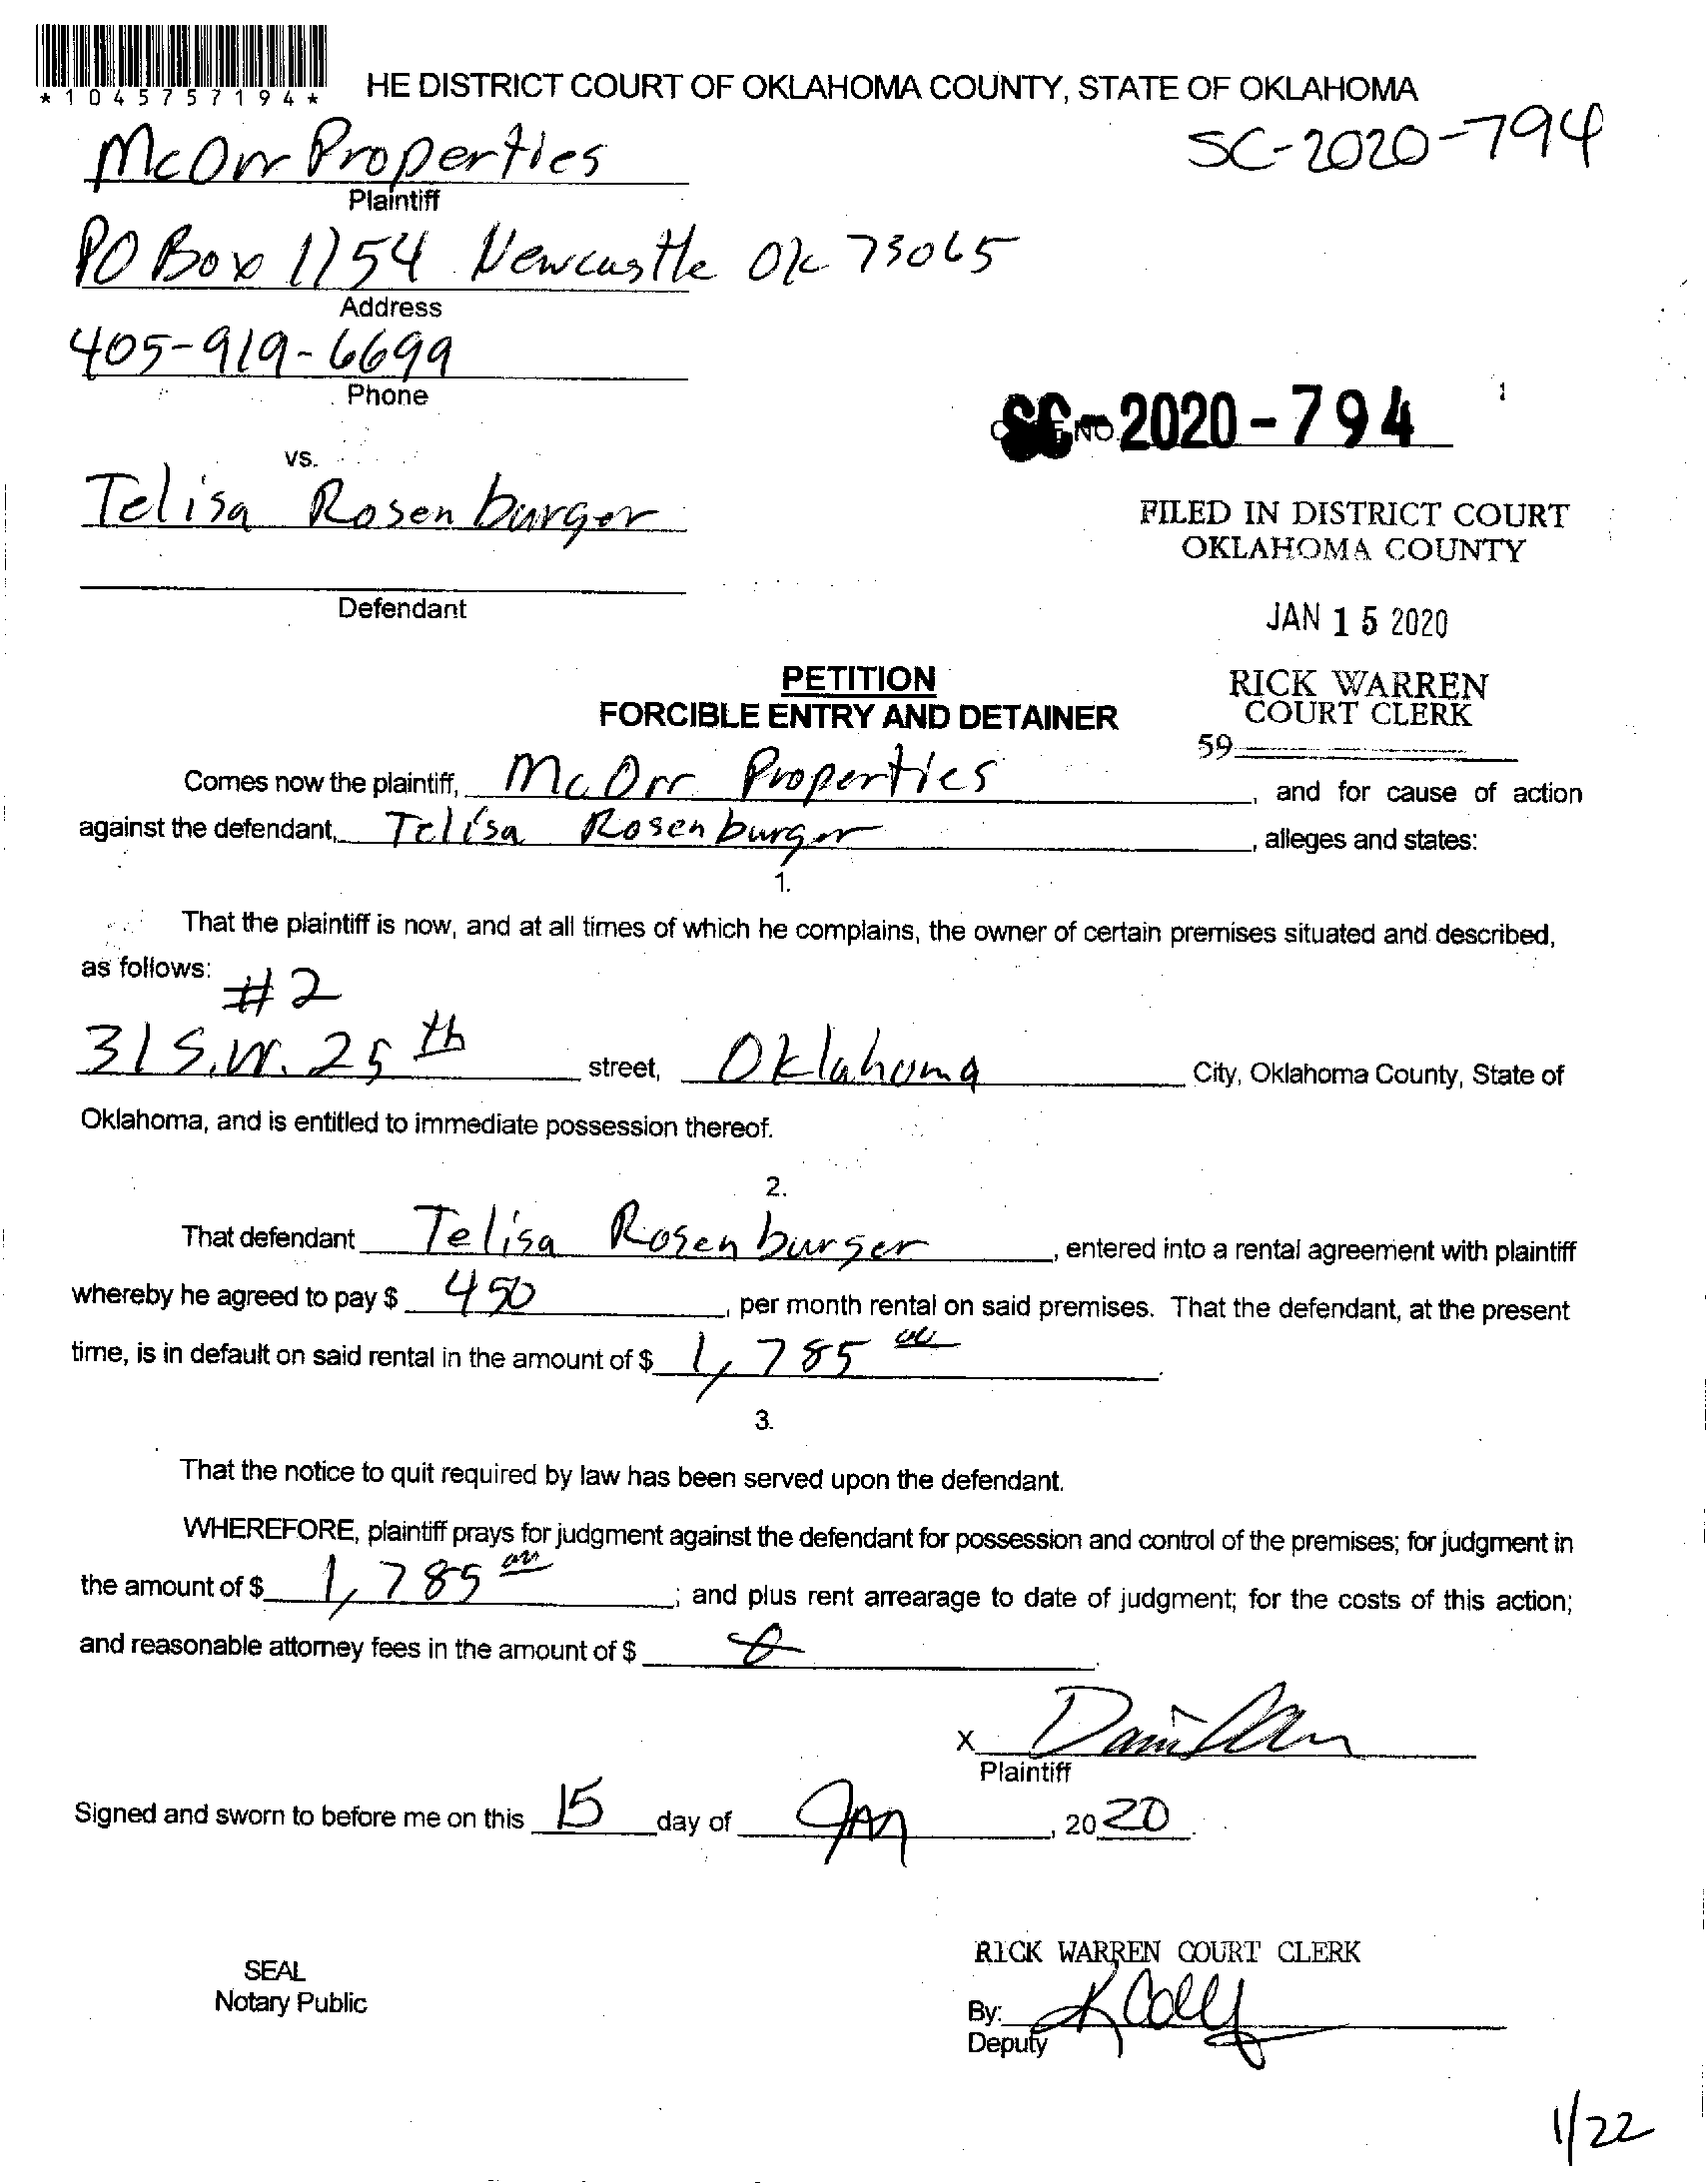 *1045757194*
HE DISTRICT COURT OF OKLAHOMA COUNTY, STATE OF OKLAHOMA
SC-2020-794
McOrr Properties
Plaintiff
PO Box 1154 Newcastle Ok 73065
Address
405-919-6699
Phone
SC-2020-794
vs.
Telisa Rosenburger
FILED IN DISTRICT COURT
OKLAHOMA COUNTY
Defendant
JAN 15 2020
PETITION
FORCIBLE ENTRY AND DETAINER
RICK WARREN
COURT CLERK
59
Comes now the plaintiff, McOrr Properties, and for cause of action
against the defendant, Telisa Rosenburger, alleges and states:
1.
That the plaintiff is now, and at all times of which he complains, the owner of certain premises situated and described,
as follows:
#2
31 S.W. 25th street, Oklahoma City, Oklahoma County, State of
Oklahoma, and is entitled to immediate possession thereof.
2.
That defendant Telisa Rosenburger, entered into a rental agreement with plaintiff
whereby he agreed to pay $ 450, per month rental on said premises. That the defendant, at the present
time, is in default on said rental in the amount of $ 1,785 00.
3.
That the notice to quit required by law has been served upon the defendant.
WHEREFORE, plaintiff prays for judgment against the defendant for possession and control of the premises; for judgment in
the amount of $ 1,785 00; and plus rent arrearage to date of judgment; for the costs of this action;
and reasonable attorney fees in the amount of $ 0.
X
Plaintiff
Signed and sworn to before me on this 15 day of Jan, 2020.
RICK WARREN COURT CLERK
SEAL
Notary Public
By:
Deputy
1/22